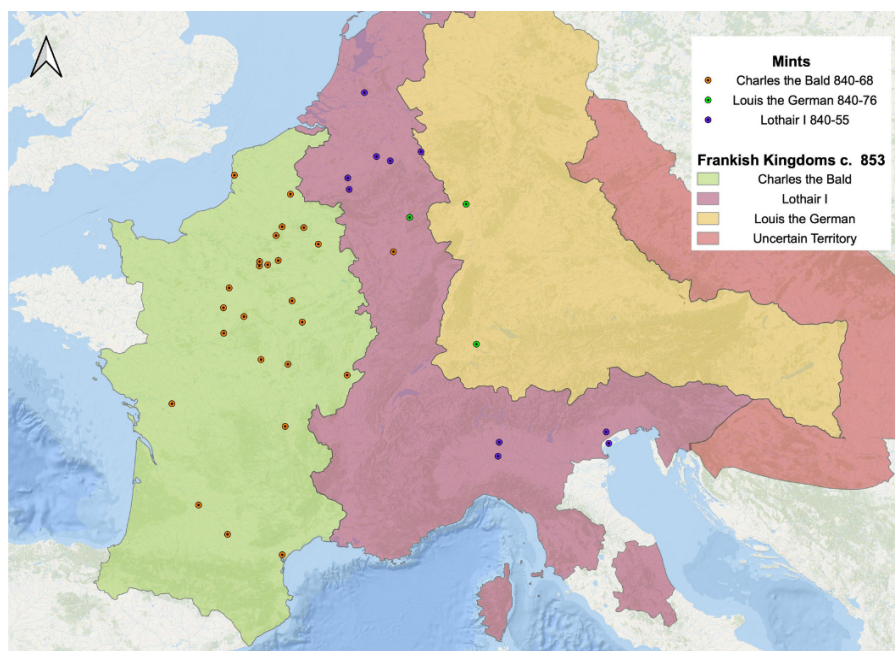 Mints
Charles the Bald 840-68
Louis the German 840-76
Lothair I 840-55
Frankish Kingdoms c. 853
Charles the Bald
Lothair I
Louis the German
Uncertain Territory